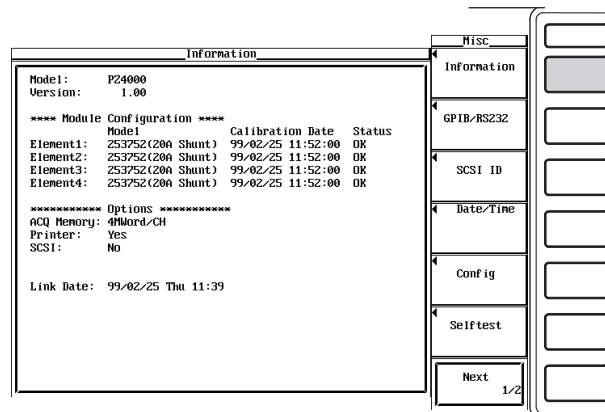 Misc
Information
Information
Model: PZ4000
Version: 1.00
GPIB/RS232
**** Module Configuration ****
Model Calibration Date Status
Element1: 253752(20A Shunt) 99/02/25 11:52:00 OK
Element2: 253752(20A Shunt) 99/02/25 11:52:00 OK
Element3: 253752(20A Shunt) 99/02/25 11:52:00 OK
Element4: 253752(20A Shunt) 99/02/25 11:52:00 OK
SCSI ID
*********** Options ***********
ACQ Memory: 4MWord/CH
Printer: Yes
SCSI: No
Date/Time
Link Date: 99/02/25 Thu 11:39
Config
Selftest
Next
1/2